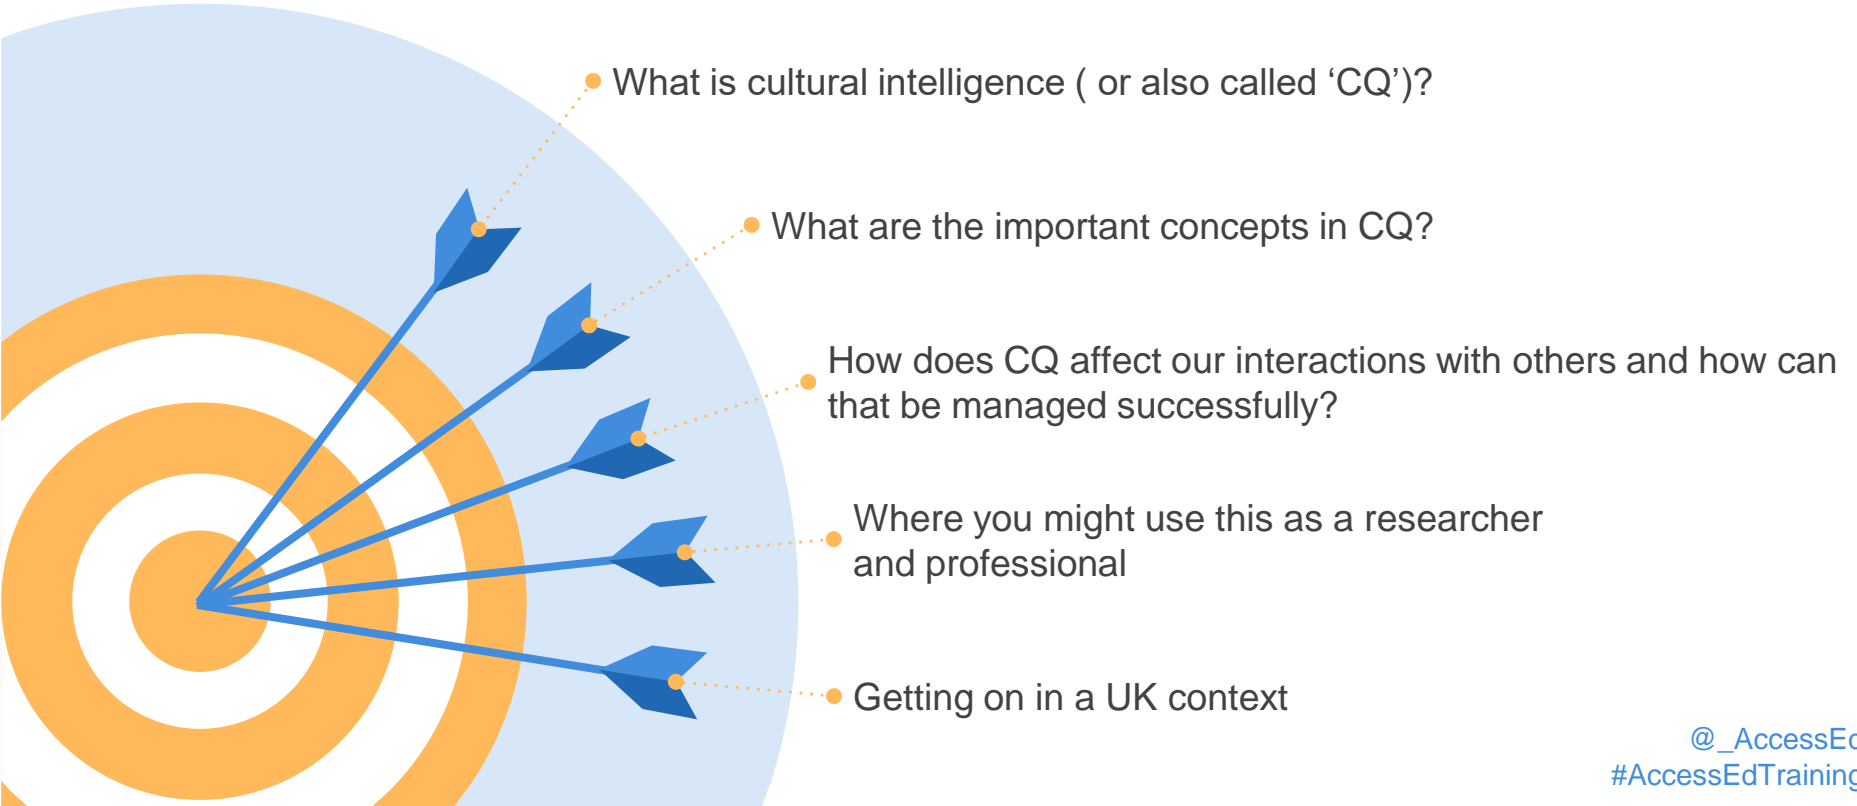 What is cultural intelligence ( or also called ‘CQ’)?
What are the important concepts in CQ?
How does CQ affect our interactions with others and how can
that be managed successfully?
Where you might use this as a researcher
and professional
Getting on in a UK context
@_AccessEd
#AccessEdTraining